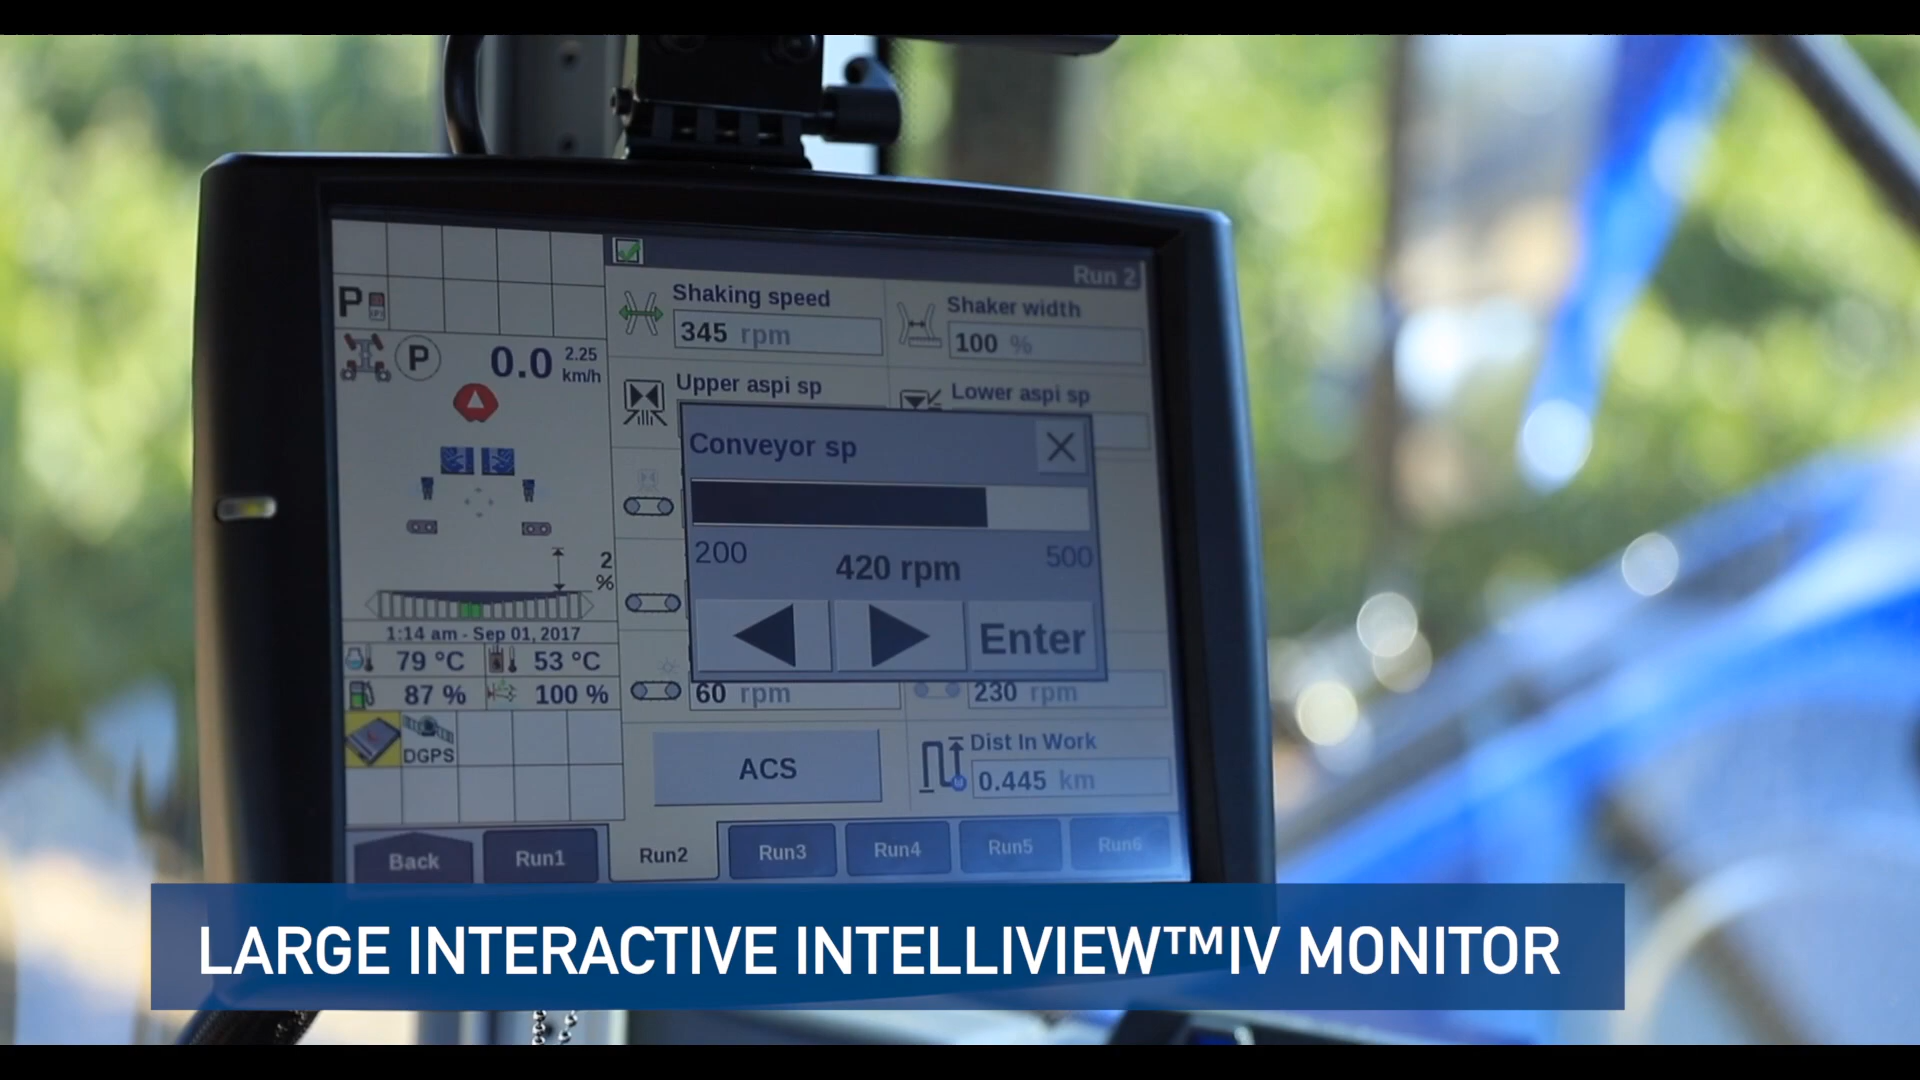 Run 2
P
Shaking speed
345 rpm
Shaker width
100 %
P
0.0
2.25
km/h
Upper aspi sp
Lower aspi sp
Conveyor sp
200
420 rpm
500
Enter
2
%
1:14 am - Sep 01, 2017
79 °C
53 °C
87 %
100 %
60 rpm
230 rpm
DGPS
ACS
Dist In Work
0.445 km
Back
Run1
Run2
Run3
Run4
Run5
Run6
LARGE INTERACTIVE INTELLIVIEW™IV MONITOR